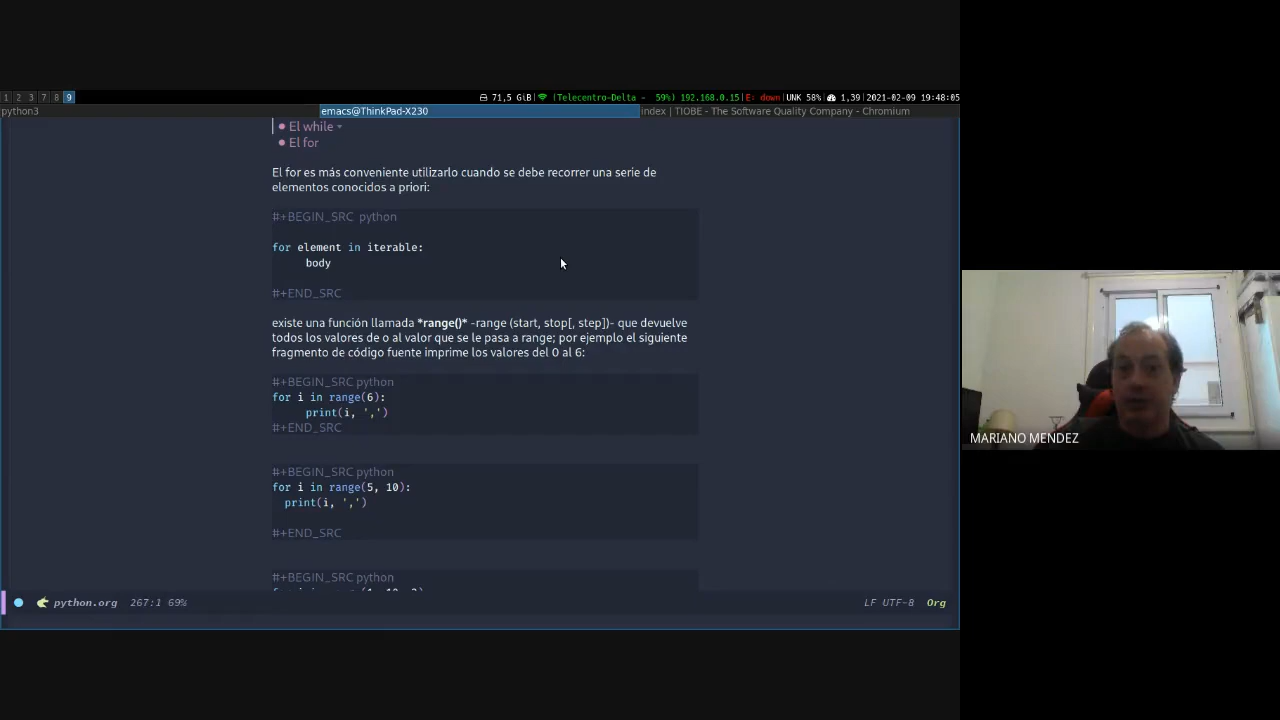 1 2 3 7 8 9
71,5 GiB| |Telecentro-Delta - 59%) 192.168.0.15|E: down|UNK 58%| 1,39|2021-02-09 19:48:05
python3
emacs@ThinkPad-X230
index | TIOBE - The Software Quality Company - Chromium
El while
El for
El for es más conveniente utilizarlo cuando se debe recorrer una serie de
elementos conocidos a priori:
#+BEGIN_SRC python
for element in iterable:
body
#+END_SRC
existe una función llamada *range()* -range (start, stop[, step])- que devuelve
todos los valores de o al valor que se le pasa a range; por ejemplo el siguiente
fragmento de código fuente imprime los valores del 0 al 6:
#+BEGIN_SRC python
for i in range(6):
print(i, ',')
#+END_SRC
#+BEGIN_SRC python
for i in range(5, 10):
print(i, ',')
#+END_SRC
#+BEGIN_SRC python
python.org 267:1 69%
LF UTF-8 Org
MARIANO MENDEZ